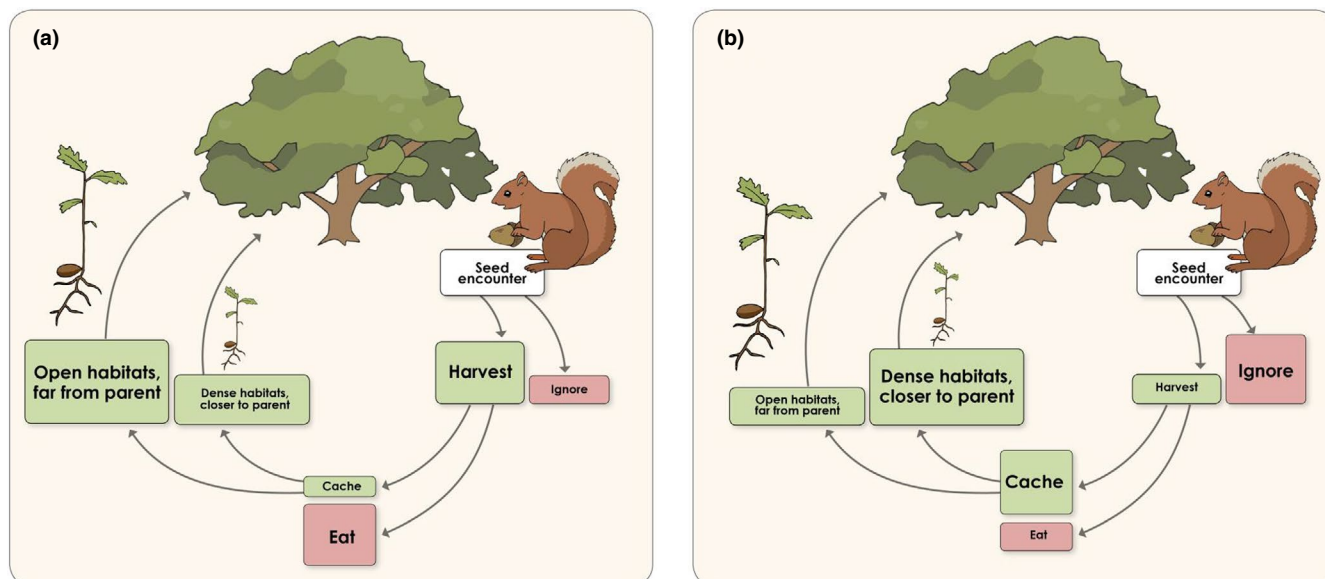 (a)
Seed
encounter
Open habitats,
far from parent
Dense habitats,
closer to parent
Harvest
Ignore
Cache
Eat
(b)
Seed
encounter
Open habitats,
far from parent
Dense habitats,
closer to parent
Harvest
Ignore
Cache
Eat